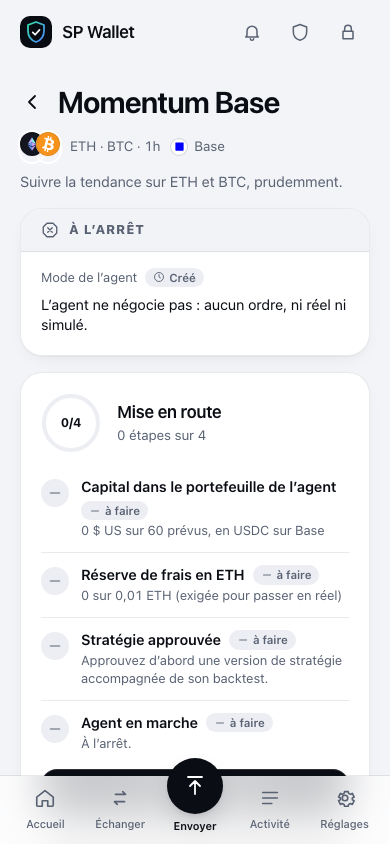 SP Wallet
Momentum Base
ETH · BTC · 1h Base
Suivre la tendance sur ETH et BTC, prudemment.
À L’ARRÊT
Mode de l’agent Créé
L’agent ne négocie pas : aucun ordre, ni réel ni
simulé.
0/4
Mise en route
0 étapes sur 4
Capital dans le portefeuille de l’agent
à faire
0 $ US sur 60 prévus, en USDC sur Base
Réserve de frais en ETH à faire
0 sur 0,01 ETH (exigée pour passer en réel)
Stratégie approuvée à faire
Approuvez d’abord une version de stratégie
accompagnée de son backtest.
Agent en marche à faire
À l’arrêt.
Accueil Échanger Envoyer Activité Réglages